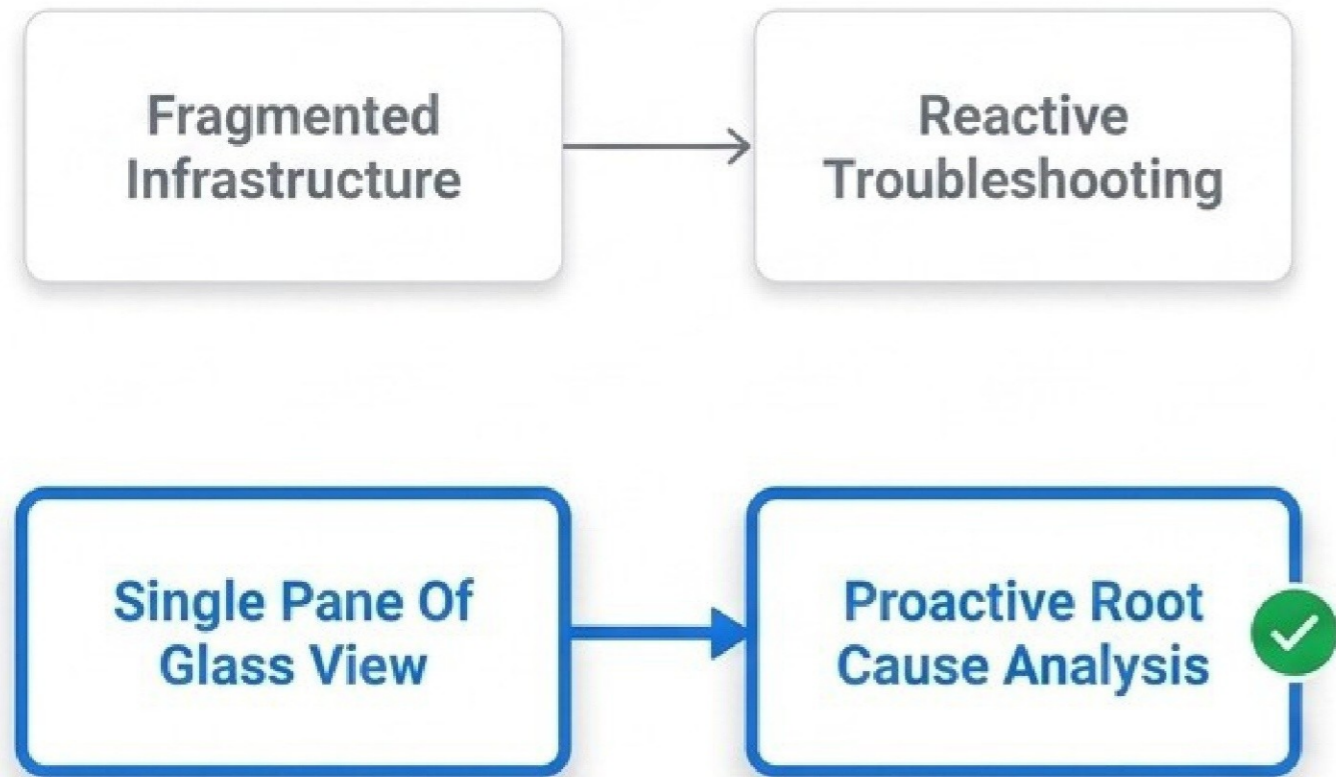 Fragmented
Infrastructure
Reactive
Troubleshooting
Single Pane Of
Glass View
Proactive Root
Cause Analysis